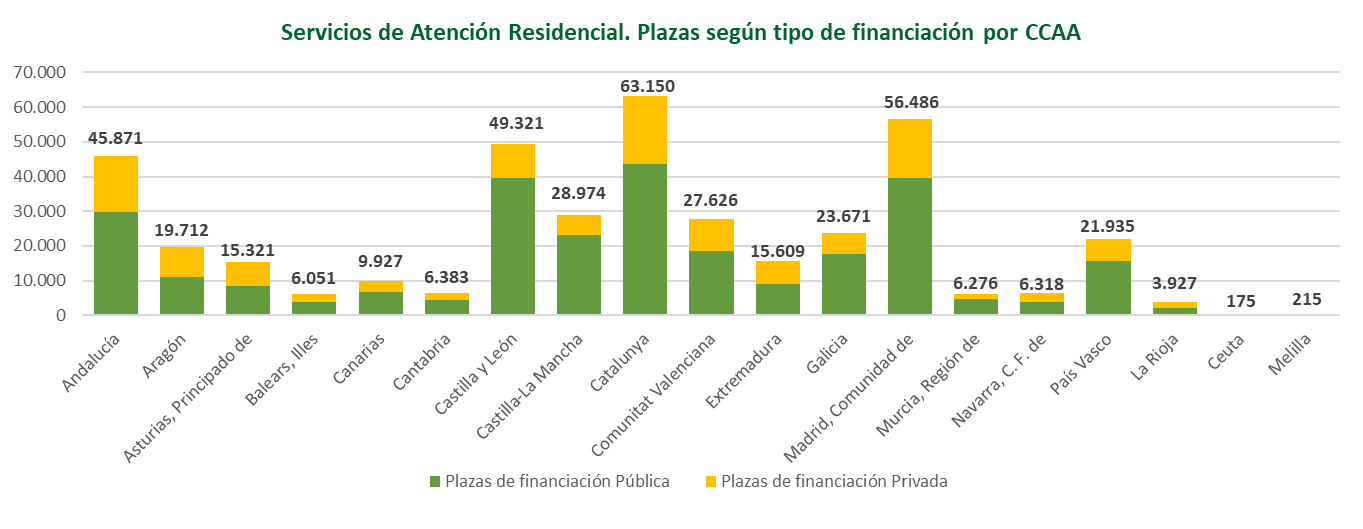 Servicios de Atención Residencial. Plazas según tipo de financiación por CCAA
70.000
60.000
50.000
40.000
30.000
20.000
10.000
0
45.871
19.712
15.321
6.051
9.927
6.383
49.321
28.974
63.150
27.626
15.609
23.671
56.486
6.276
6.318
21.935
3.927
175
215
Andalucía
Aragón
Asturias, Principado de
Balears, Illes
Canarias
Cantabria
Castilla y León
Castilla-La Mancha
Catalunya
Comunitat Valenciana
Extremadura
Galicia
Madrid, Comunidad de
Murcia, Región de
Navarra, C. F. de
País Vasco
La Rioja
Ceuta
Melilla
Plazas de financiación Pública
Plazas de financiación Privada